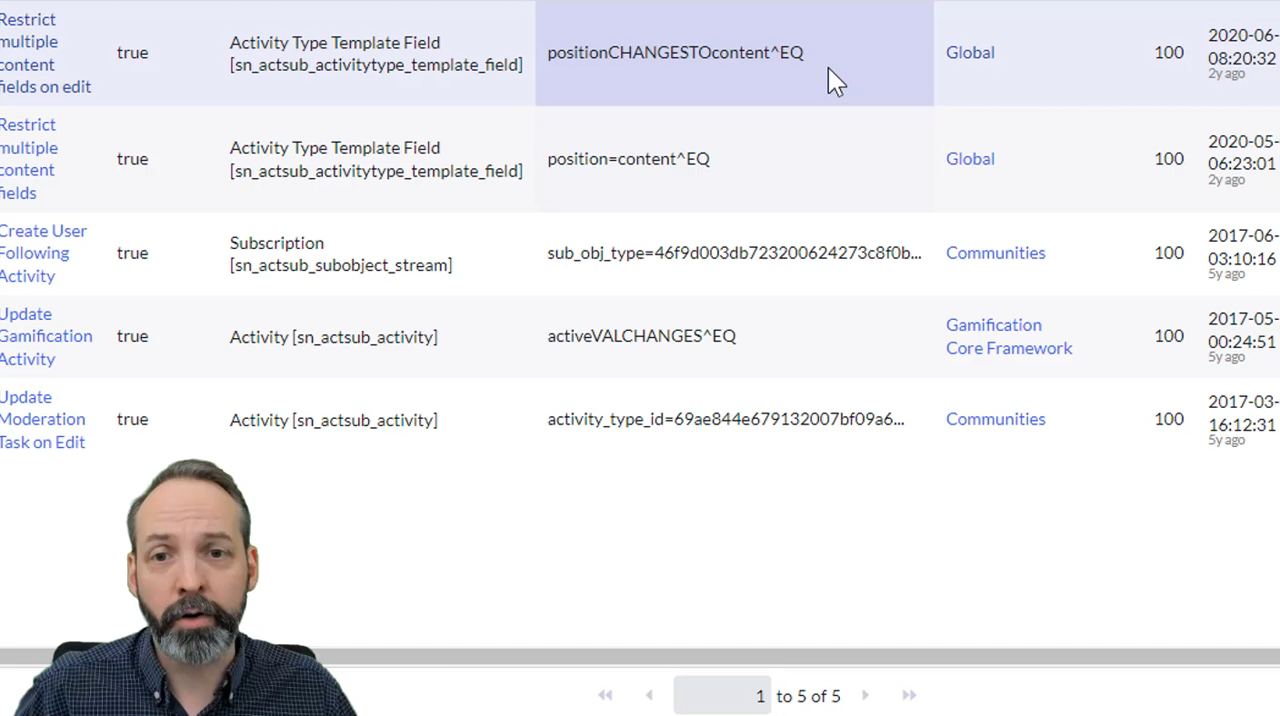 Restrict
multiple
content
fields on edit
true
Activity Type Template Field
[sn_actsub_activitytype_template_field]
positionCHANGESTOcontent^EQ
Global
100
2020-06-
08:20:32
2y ago
Restrict
multiple
content
fields
true
Activity Type Template Field
[sn_actsub_activitytype_template_field]
position=content^EQ
Global
100
2020-05-
06:23:01
2y ago
Create User
Following
Activity
true
Subscription
[sn_actsub_subobject_stream]
sub_obj_type=46f9d003db723200624273c8f0b...
Communities
100
2017-06-
03:10:16
5y ago
Update
Gamification
Activity
true
Activity [sn_actsub_activity]
activeVALCHANGES^EQ
Gamification
Core Framework
100
2017-05-
00:24:51
5y ago
Update
Moderation
Task on Edit
true
Activity [sn_actsub_activity]
activity_type_id=69ae844e679132007bf09a6...
Communities
100
2017-03-
16:12:31
5y ago
1 to 5 of 5